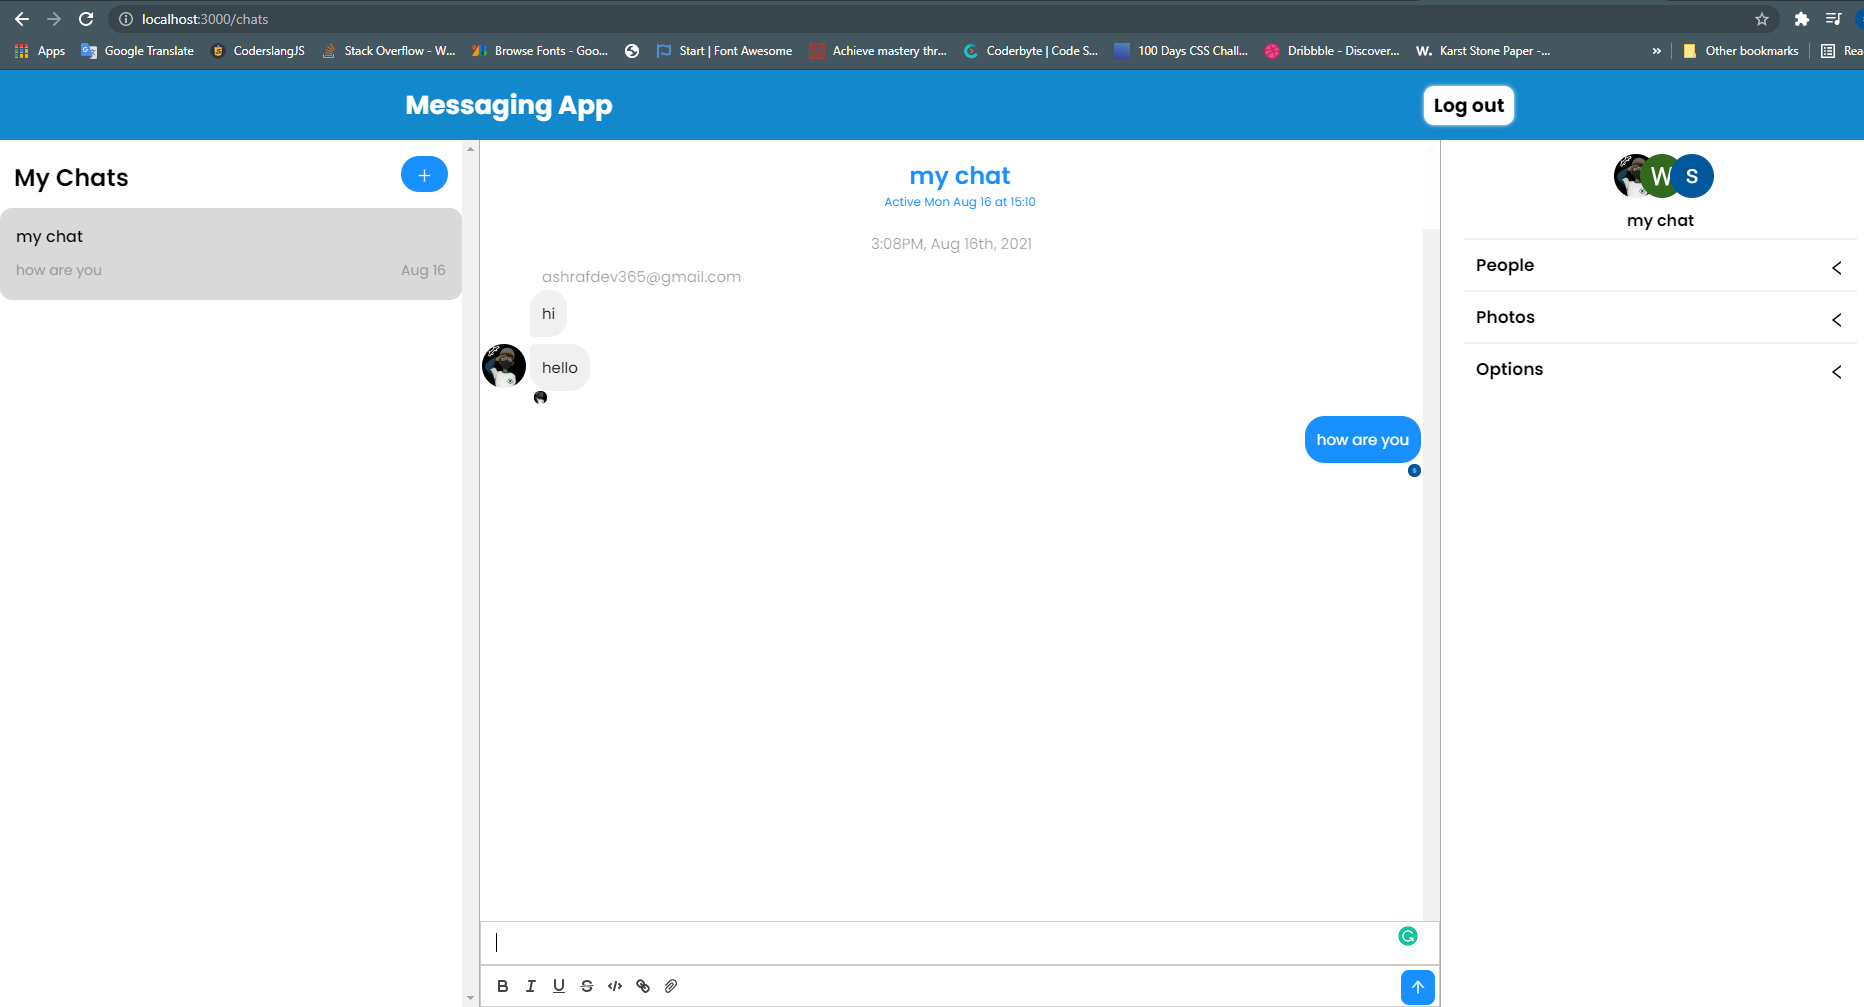 localhost:3000/chats
Apps Google Translate CoderslangJS Stack Overflow - W... Browse Fonts - Goo... Start | Font Awesome Achieve mastery thr... Coderbyte | Code S... 100 Days CSS Chall... Dribbble - Discover... W. Karst Stone Paper -... » Other bookmarks Rea
Messaging App
Log out
My Chats
+
my chat
how are you Aug 16
my chat
Active Mon Aug 16 at 15:10
3:08PM, Aug 16th, 2021
ashrafdev365@gmail.com
hi
hello
how are you
B I U S </>
W S
my chat
People
Photos
Options